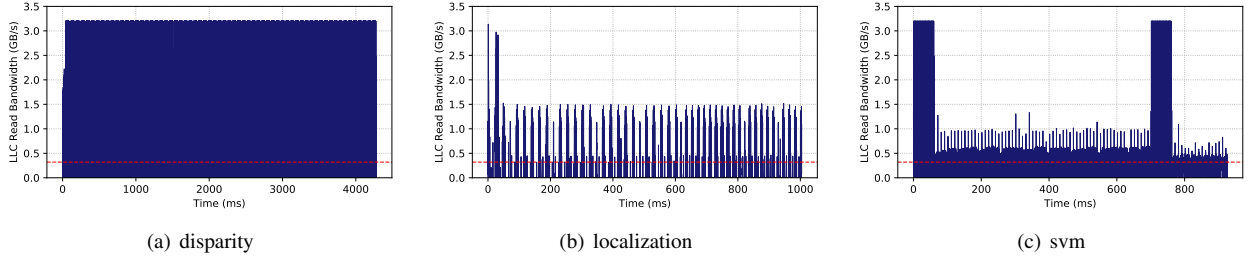 3.5
3.0
2.5
2.0
1.5
1.0
0.5
0.0
LLC Read Bandwidth (GB/s)
0 1000 2000 3000 4000
Time (ms)
(a) disparity
3.5
3.0
2.5
2.0
1.5
1.0
0.5
0.0
LLC Read Bandwidth (GB/s)
0 200 400 600 800 1000
Time (ms)
(b) localization
3.5
3.0
2.5
2.0
1.5
1.0
0.5
0.0
LLC Read Bandwidth (GB/s)
0 200 400 600 800
Time (ms)
(c) svm